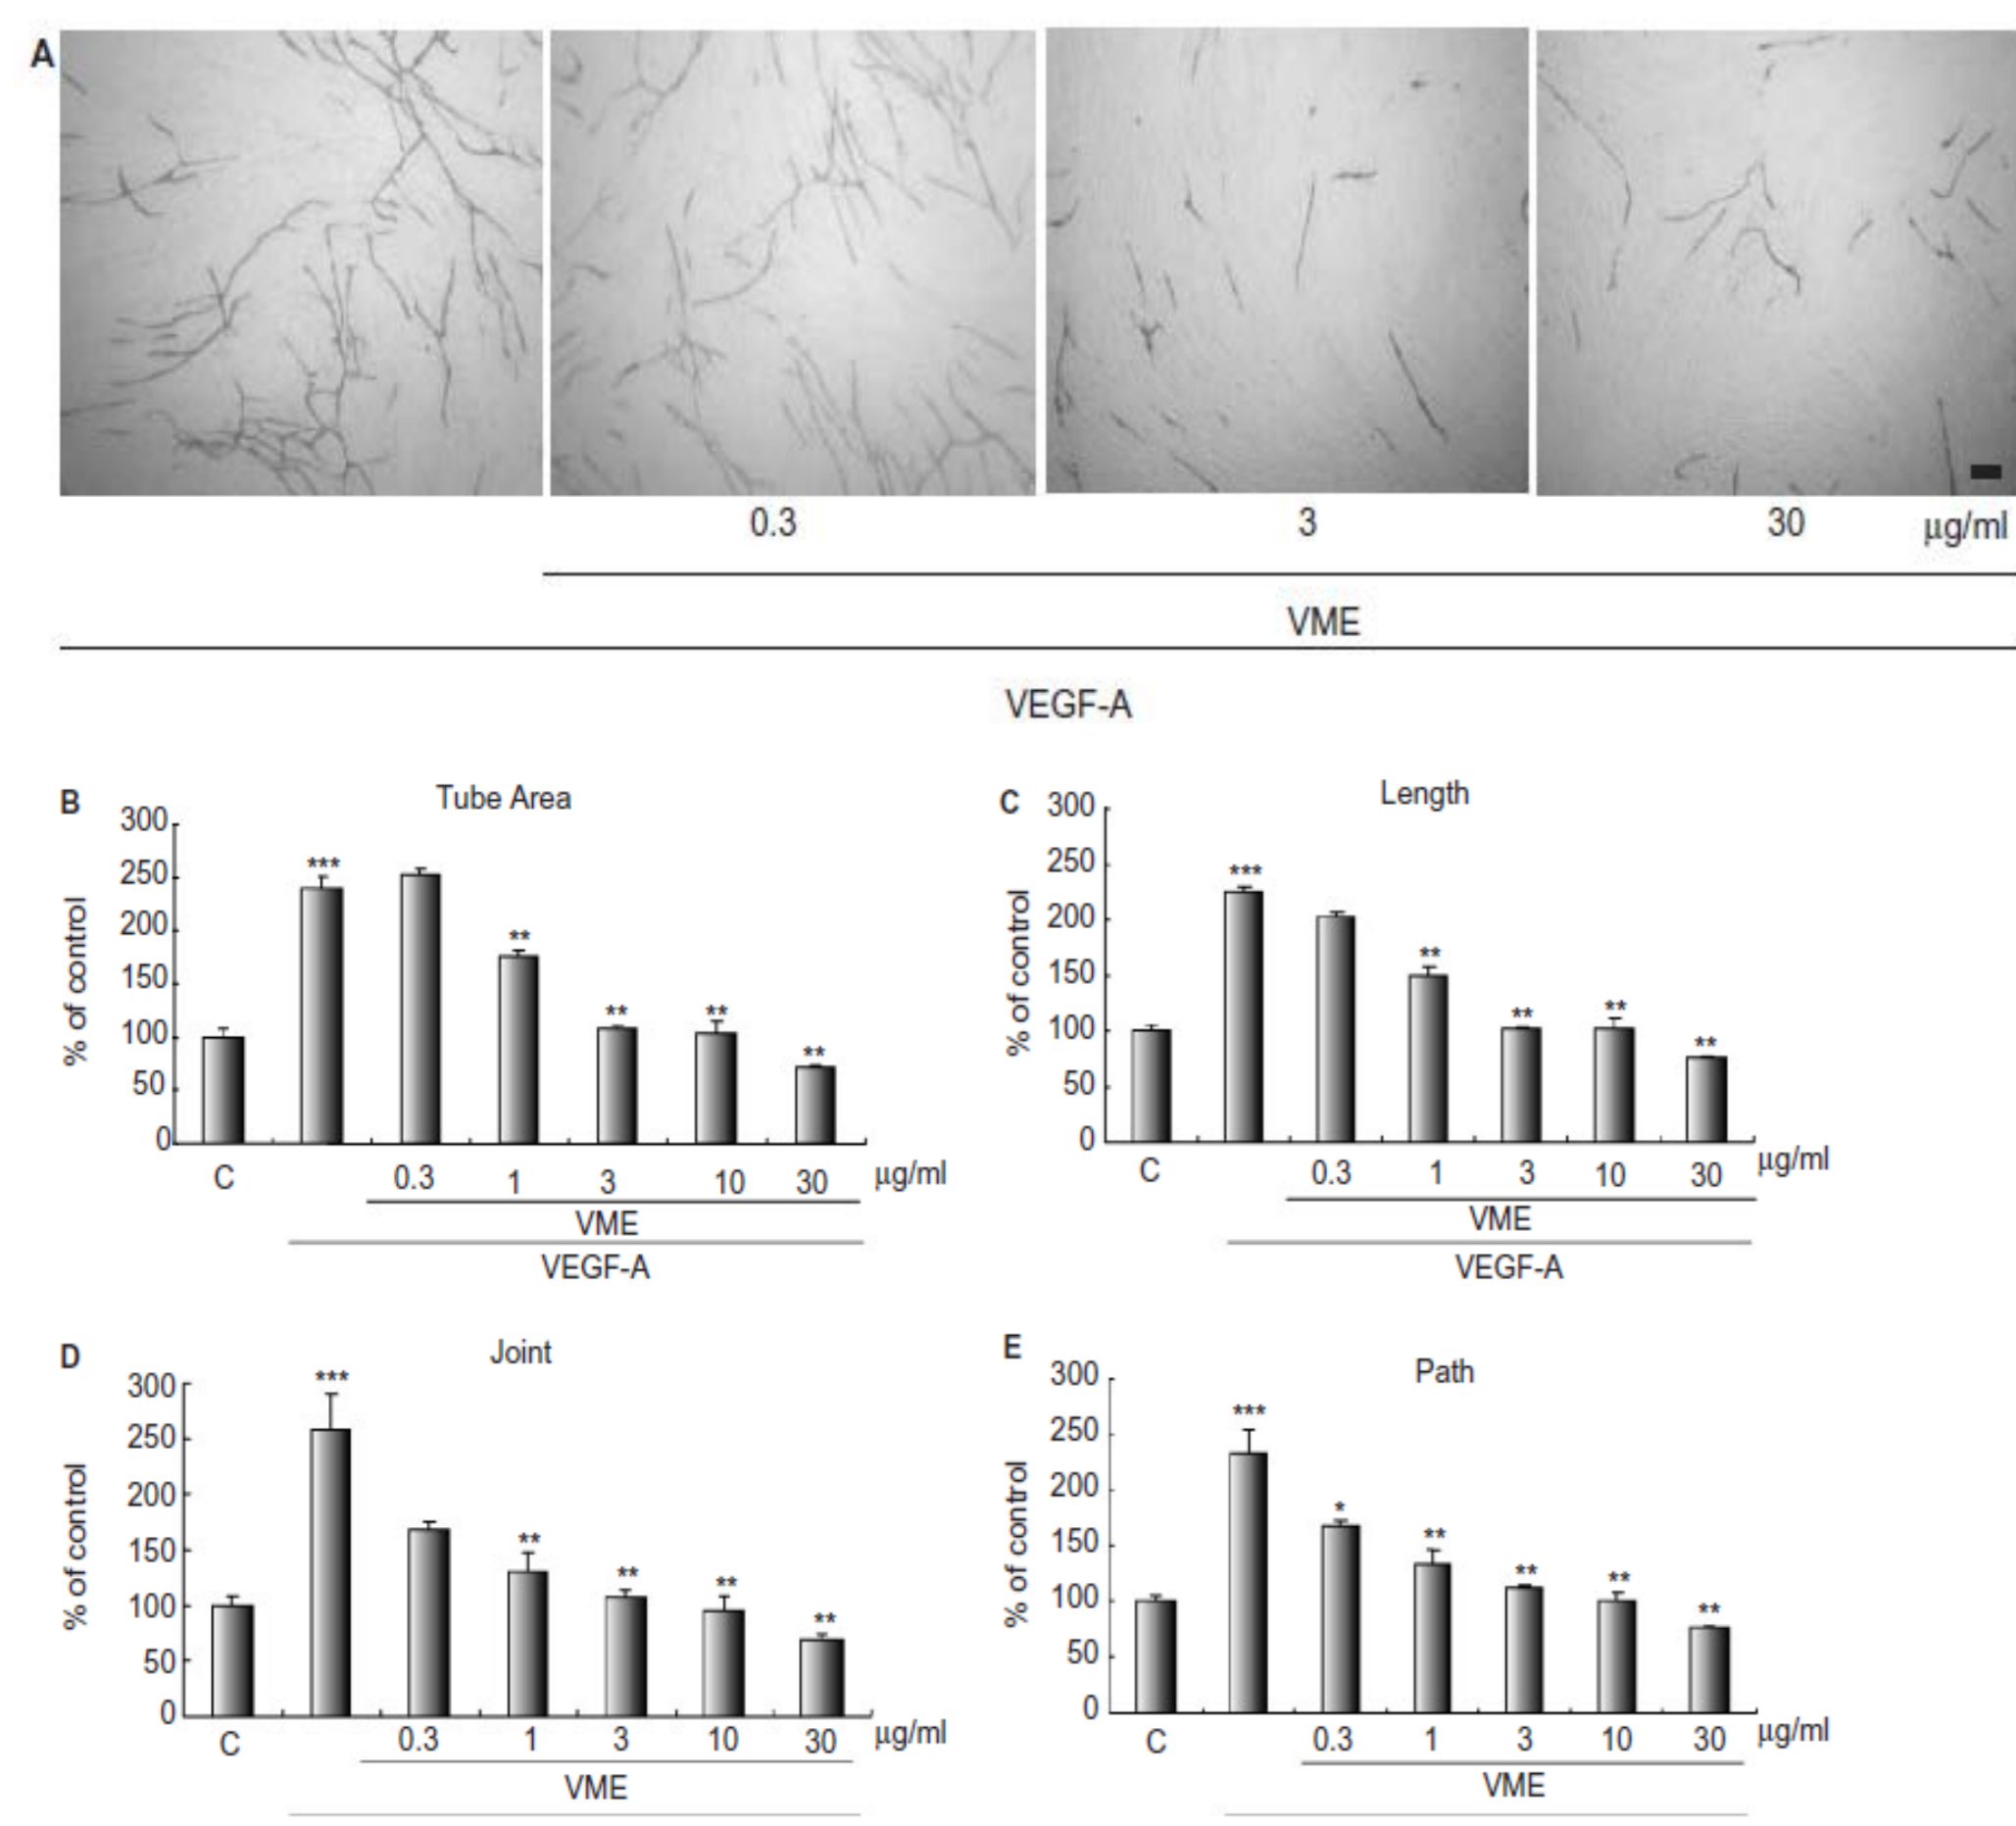 A
0.3 3 30 µg/ml
VME
VEGF-A
B Tube Area
300
250
200
150
100
50
0
% of control
***
**
**
**
**
C 0.3 1 3 10 30 µg/ml
VME
VEGF-A
C Length
300
250
200
150
100
50
0
% of control
***
**
**
**
**
C 0.3 1 3 10 30 µg/ml
VME
VEGF-A
D Joint
300
250
200
150
100
50
0
% of control
***
**
**
**
**
C 0.3 1 3 10 30 µg/ml
VME
E Path
300
250
200
150
100
50
0
% of control
***
*
**
**
**
**
C 0.3 1 3 10 30 µg/ml
VME